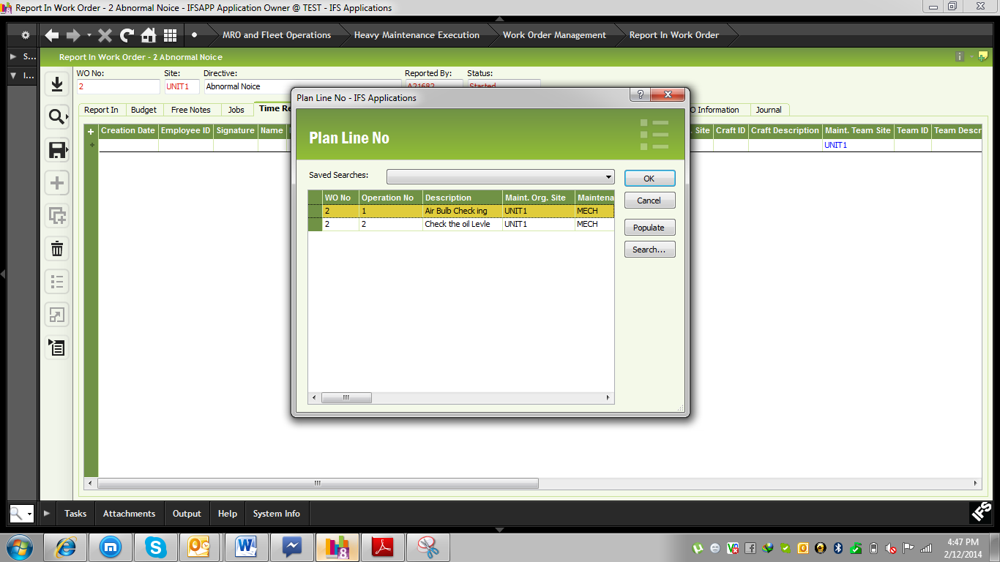 Report In Work Order - 2 Abnormal Noice - IFSAPP Application Owner @ TEST - IFS Applications
MRO and Fleet Operations Heavy Maintenance Execution Work Order Management Report In Work Order
S...
Report In Work Order - 2 Abnormal Noice
I...
WO No: Site: Directive: Reported By: Status:
2 UNIT1 Abnormal Noice A21682 Started
Plan Line No - IFS Applications
Report In Budget Free Notes Jobs Time Re O Information Journal
Creation Date Employee ID Signature Name Site Craft ID Craft Description Maint. Team Site Team ID Team Descr
UNIT1
Plan Line No
Saved Searches:
OK
WO No Operation No Description Maint. Org. Site Maintena
Cancel
2 1 Air Bulb Check ing UNIT1 MECH
2 2 Check the oil Levle UNIT1 MECH
Populate
Search...
Tasks Attachments Output Help System Info
IFS
4:47 PM
2/12/2014